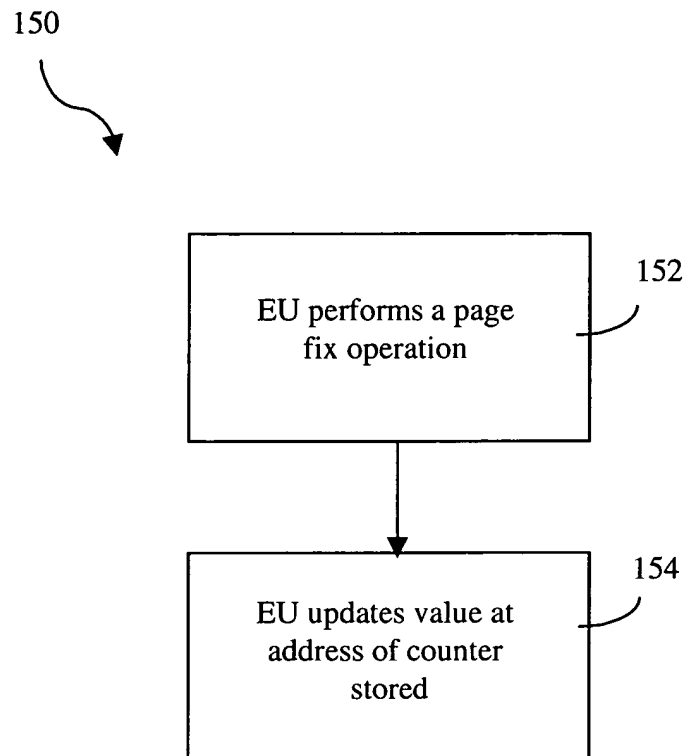 150
152
EU performs a page
fix operation
154
EU updates value at
address of counter
stored